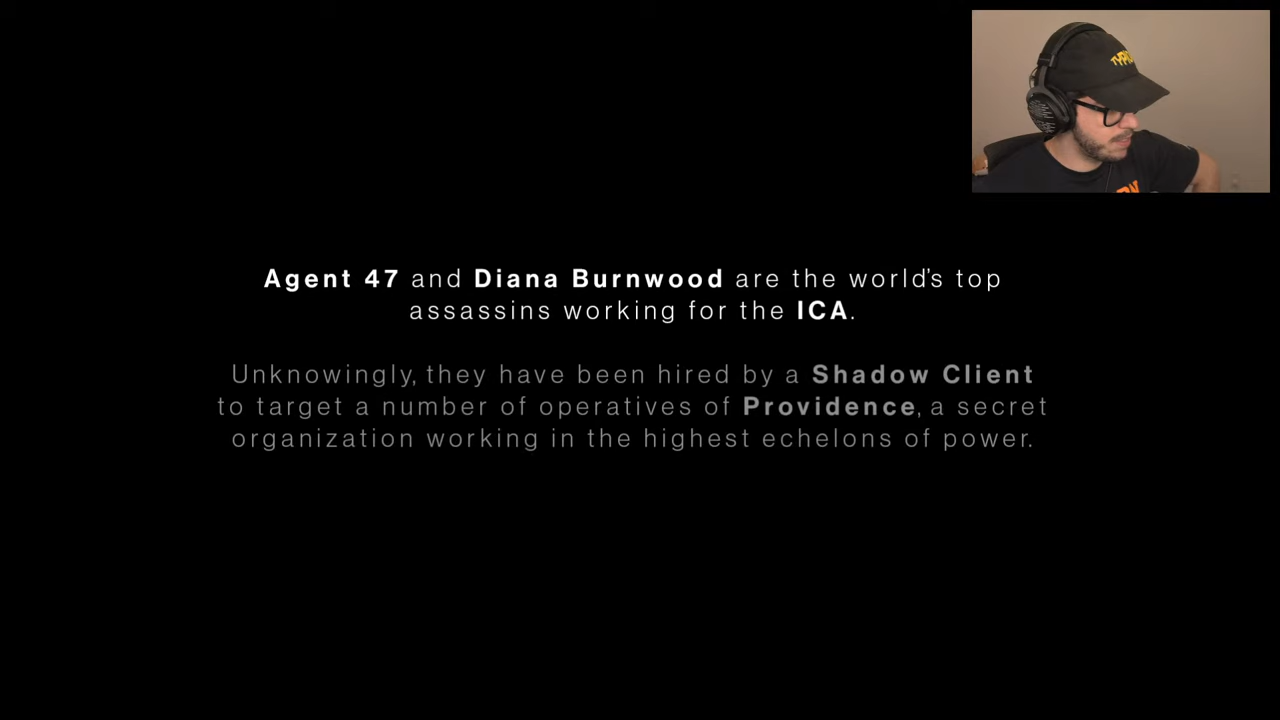 Agent 47 and Diana Burnwood are the world's top
assassins working for the ICA.
Unknowingly, they have been hired by a Shadow Client
to target a number of operatives of Providence, a secret
organization working in the highest echelons of power.